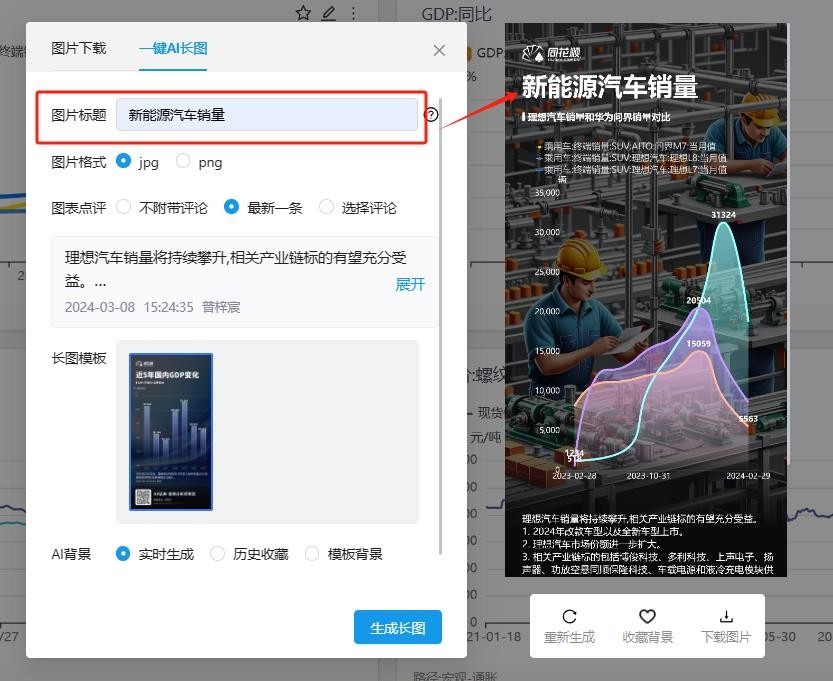 GDP:同比
图片下载
一键AI长图
终端销
GDP
%
图片标题
新能源汽车销量
图片格式
jpg
png
图表点评
不附带评论
最新一条
选择评论
理想汽车销量将持续攀升,相关产业链标的有望充分受
益。...
展开
2024-03-08 15:24:35 普梓宸
长图模板
近5年国内GDP变化
AI背景
实时生成
历史收藏
模板背景
生成长图
同花顺
新能源汽车销量
理想汽车销量和华为问界销量对比
乘用车:终端销量:SUV:AITO:问界M7:当月值
乘用车:终端销量:SUV:理想汽车:理想L8:当月值
乘用车:终端销量:SUV:理想汽车:理想L7:当月值
辆
35,000
30,000
25,000
20,000
15,000
10,000
5,000
0
31324
20504
15059
5563
1234
2023-02-28
2023-10-31
2024-02-29
理想汽车销量将持续攀升,相关产业链标的有望充分受益。
1. 2024年改款车型以及全新车型上市。
2. 理想汽车市场份额进一步扩大。
3. 相关产业链标的包括博俊科技、多利科技、上声电子、扬
声器、功放空悬同顺保隆科技、车载电源和液冷充电模块供
重新生成
收藏背景
下载图片
价:螺纹
现货
元/吨
/27
21-01-18
05-30
20
路径:宏观-通胀